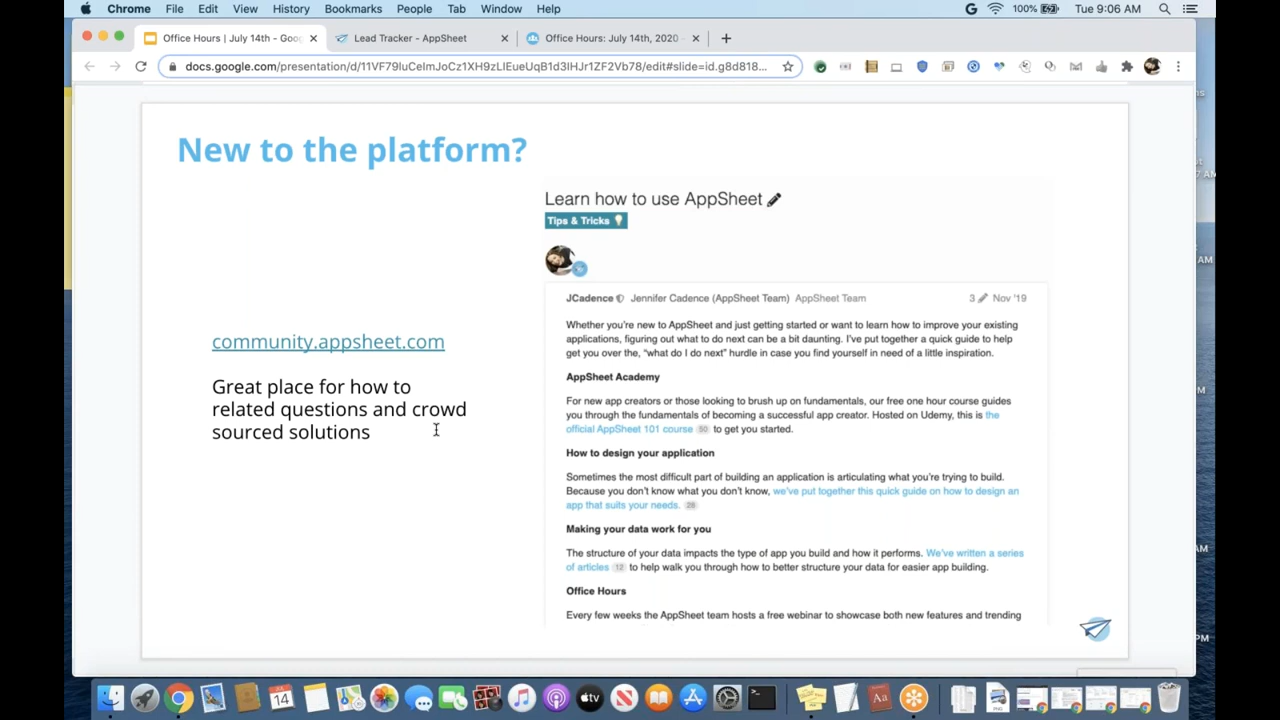 Chrome File Edit View History Bookmarks Platform Tab Window Help
100% Tue 9:06 AM
Office Hours | July 14th - Goo
Lead Tracker - AppSheet
Office Hours: July 14th, 2020 -
New to the platform?
community.appsheet.com
Great place for how to
related questions and crowd
sourced solutions
Learn how to use AppSheet
Tips & Tricks
JCadence Jennifer Cadence (AppSheet Team) AppSheet Team 3 Nov '19
Whether you're new to AppSheet and just getting started or want to learn how to improve your existing
applications, figuring out what to do next can be a bit daunting. I've put together a quick guide to help
get you over the, "what do I do next" hurdle in case you find yourself in need of a little inspiration.
AppSheet Academy
For new app creators or those looking to brush up on fundamentals, our free one hour course guides
you through the fundamentals of becoming a successful app creator. Hosted on Udemy, this is the
official AppSheet 101 course 50 to get you started.
How to design your application
Sometimes the most difficult part of building an application is articulating what you're trying to build.
Because you don't know what you don't know, we've put together this quick guide on how to design an
app that suits your needs. 28
Making your data work for you
The structure of your data impacts the type of app you build and how it performs. We've written a series
of articles 12 to help walk you through how to better structure your data for easier app building.
Office Hours
Every few weeks the AppSheet team hosts a free webinar to showcase both new features and trending